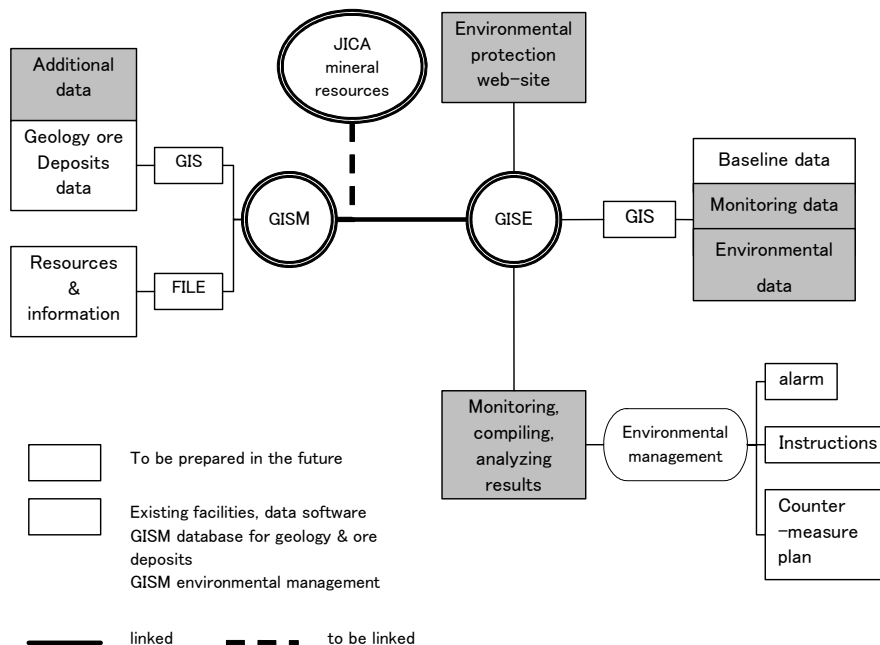 JICA
mineral
resources
Environmental
protection
web-site
Additional
data
Geology ore
Deposits
data
GIS
GISM
GISE
GIS
Baseline data
Monitoring data
Environmental
data
Resources
&
information
FILE
Monitoring,
compiling,
analyzing
results
Environmental
management
alarm
Instructions
Counter
-measure
plan
To be prepared in the future
Existing facilities, data software
GISM database for geology & ore
deposits
GISM environmental management
linked
to be linked